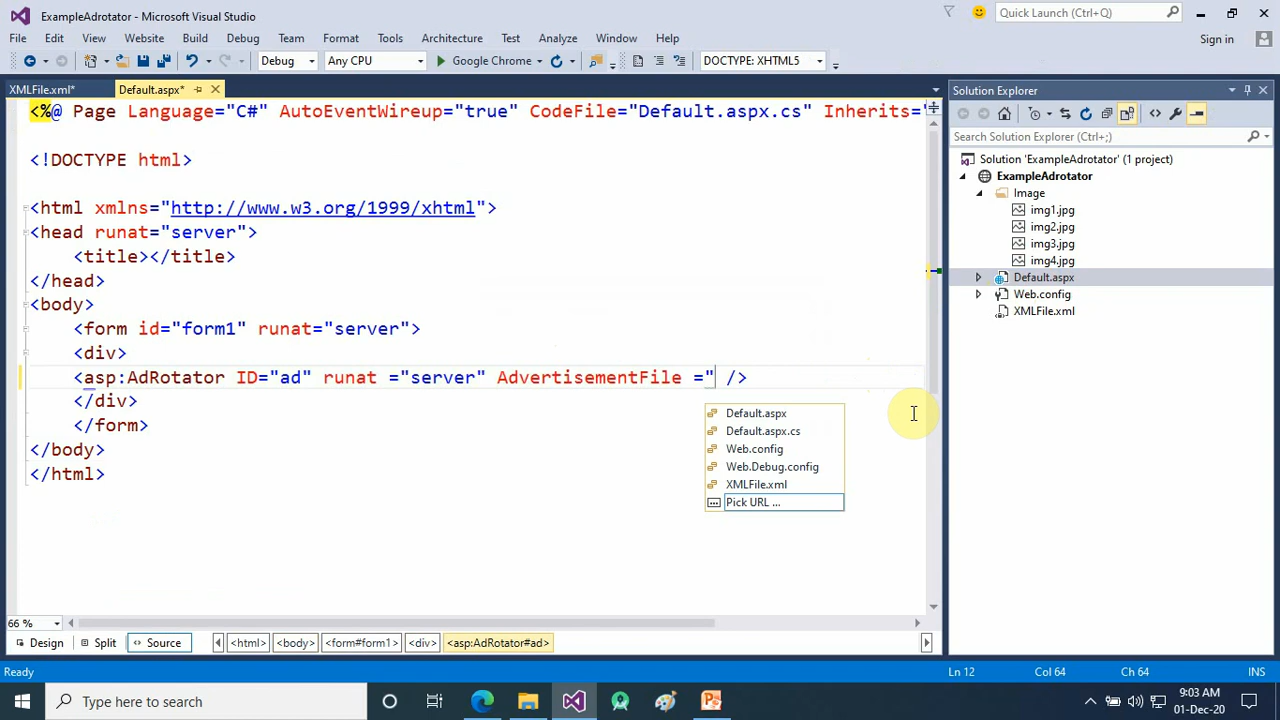 ExampleAdrotator - Microsoft Visual Studio
Quick Launch (Ctrl+Q)
File Edit View Website Build Debug Team Format Tools Architecture Test Analyze Window Help
Sign in
Debug Any CPU Google Chrome DOCTYPE: XHTML5
XMLFile.xml* Default.aspx*
<%@ Page Language="C#" AutoEventWireup="true" CodeFile="Default.aspx.cs" Inherits="
<!DOCTYPE html>
<html xmlns="http://www.w3.org/1999/xhtml">
<head runat="server">
<title></title>
</head>
<body>
<form id="form1" runat="server">
<div>
<asp:AdRotator ID="ad" runat ="server" AdvertisementFile =" />
</div>
</form>
</body>
</html>
Default.aspx
Default.aspx.cs
Web.config
Web.Debug.config
XMLFile.xml
Pick URL ...
Solution Explorer
Search Solution Explorer (Ctrl+;)
Solution 'ExampleAdrotator' (1 project)
ExampleAdrotator
Image
img1.jpg
img2.jpg
img3.jpg
img4.jpg
Default.aspx
Web.config
XMLFile.xml
66 %
Design Split Source <html> <body> <form#form1> <div> <asp:AdRotator#ad>
Ready Ln 12 Col 64 Ch 64 INS
Type here to search
9:03 AM
01-Dec-20